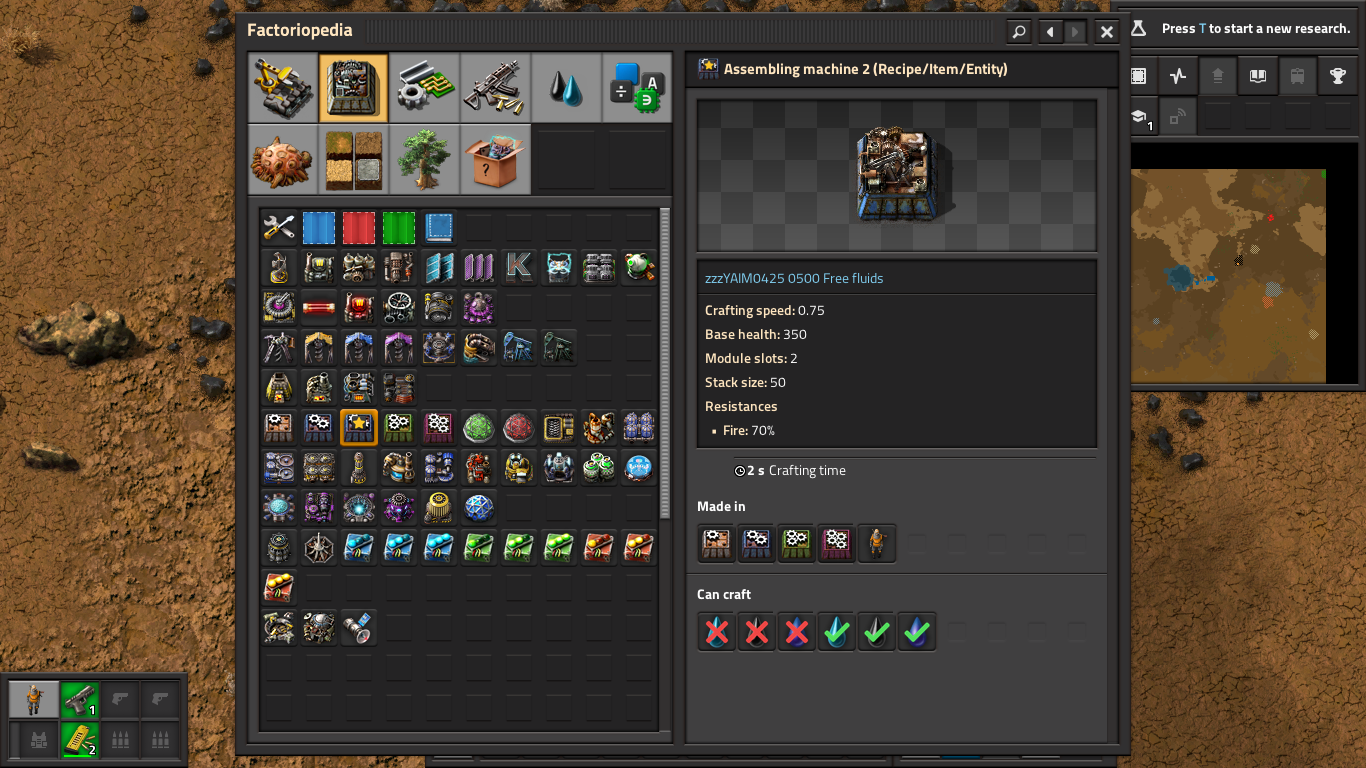 Factoriopedia
Press T to start a new research.
Assembling machine 2 (Recipe/Item/Entity)
A
?
1
K
zzzYAIM0425 0500 Free fluids
Crafting speed: 0.75
Base health: 350
Module slots: 2
Stack size: 50
Resistances
• Fire: 70%
2 s Crafting time
Made in
Can craft
1
2